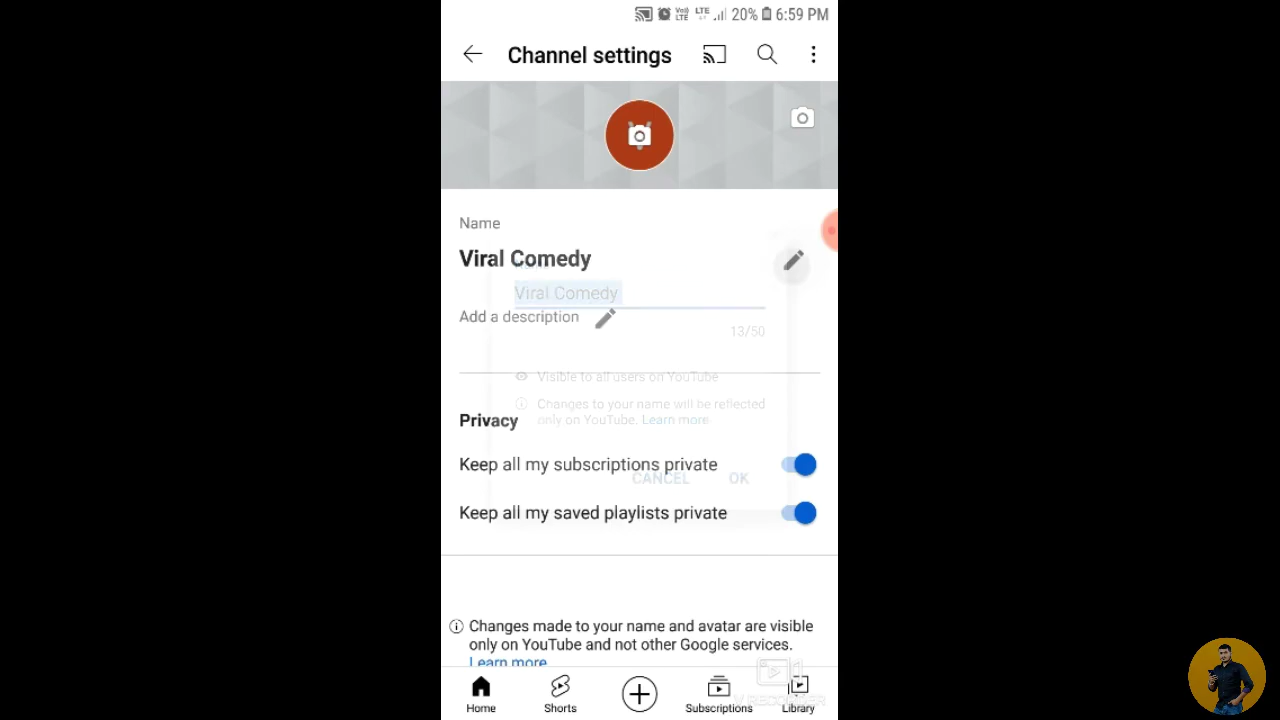 VoLTE LTE 20% 6:59 PM
Channel settings
Name
Viral Comedy
Viral Comedy
Add a description
13/50
Visible to all users on YouTube
Changes to your name will be reflected
only on YouTube. Learn more
Privacy
Keep all my subscriptions private
CANCEL OK
Keep all my saved playlists private
Changes made to your name and avatar are visible
only on YouTube and not other Google services.
Learn more
Home Shorts Subscriptions Library